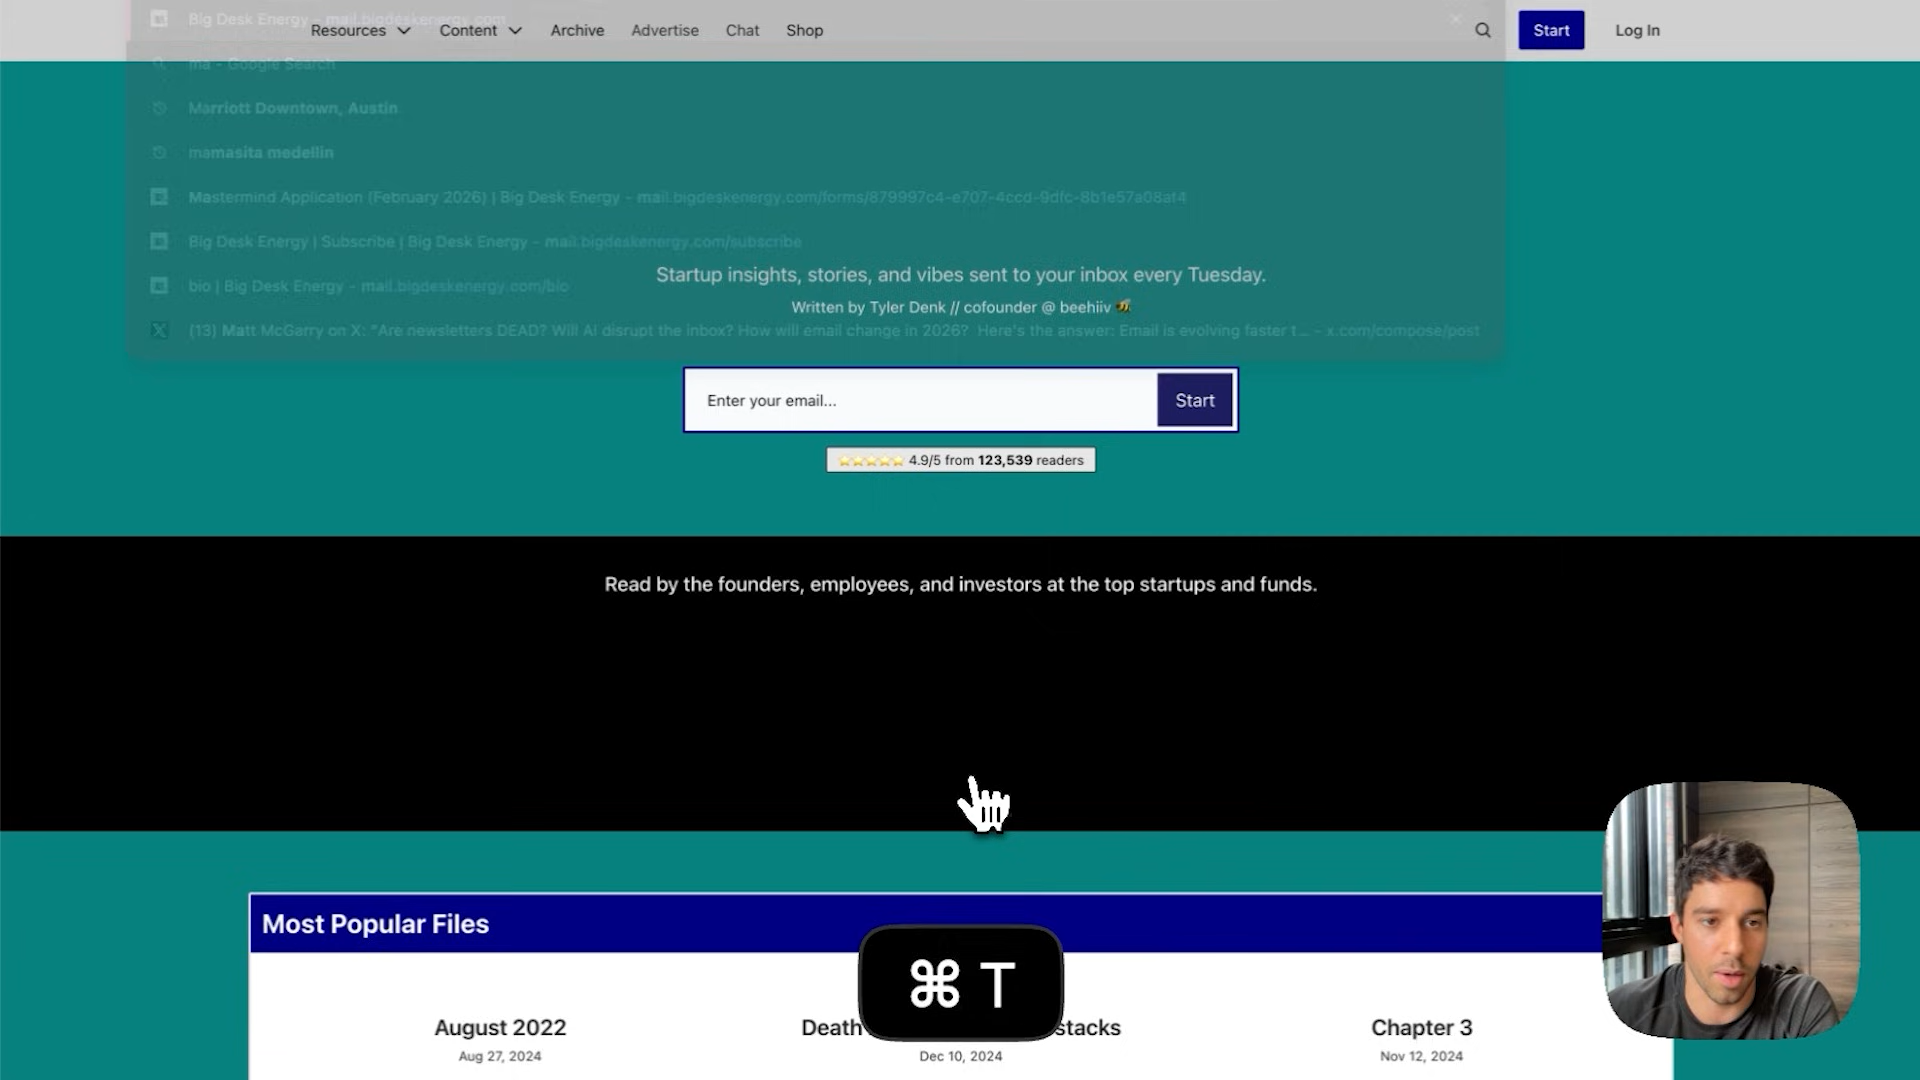 Big Desk Energy - mail.bigdeskenergy.com
Resources Content Archive Advertise Chat Shop Start Log In
ma - Google Search
Marriott Downtown, Austin
mamasita medellin
Mastermind Application (February 2026) | Big Desk Energy - mail.bigdeskenergy.com/forms/879997c4-e707-4ccd-9dfc-8b1e57a08af4
Big Desk Energy | Subscribe | Big Desk Energy - mail.bigdeskenergy.com/subscribe
Startup insights, stories, and vibes sent to your inbox every Tuesday.
bio | Big Desk Energy - mail.bigdeskenergy.com/bio
Written by Tyler Denk // cofounder @ beehiiv
(13) Matt McGarry on X: "Are newsletters DEAD? Will AI disrupt the inbox? How will email change in 2026? Here's the answer: Email is evolving faster t... - x.com/compose/post
Enter your email... Start
4.9/5 from 123,539 readers
Read by the founders, employees, and investors at the top startups and funds.
Most Popular Files
⌘ T
August 2022 Death stacks Chapter 3
Aug 27, 2024 Dec 10, 2024 Nov 12, 2024